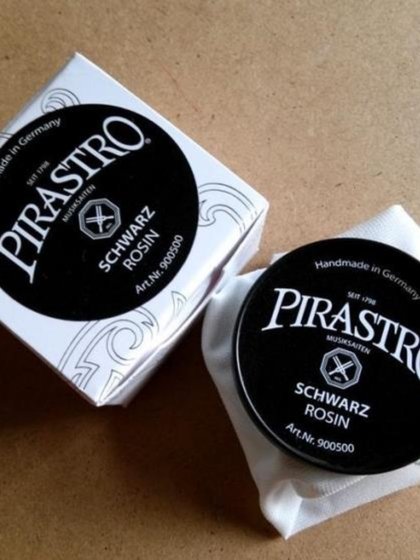 Made in Germany
SEIT 1798
PIRASTRO®
MUSIKSAITEN
SCHWARZ
ROSIN
Art.Nr. 900500
Handmade in Germany
SEIT 1798
PIRASTRO
MUSIKSAITEN
SCHWARZ
ROSIN
Art.Nr. 900500